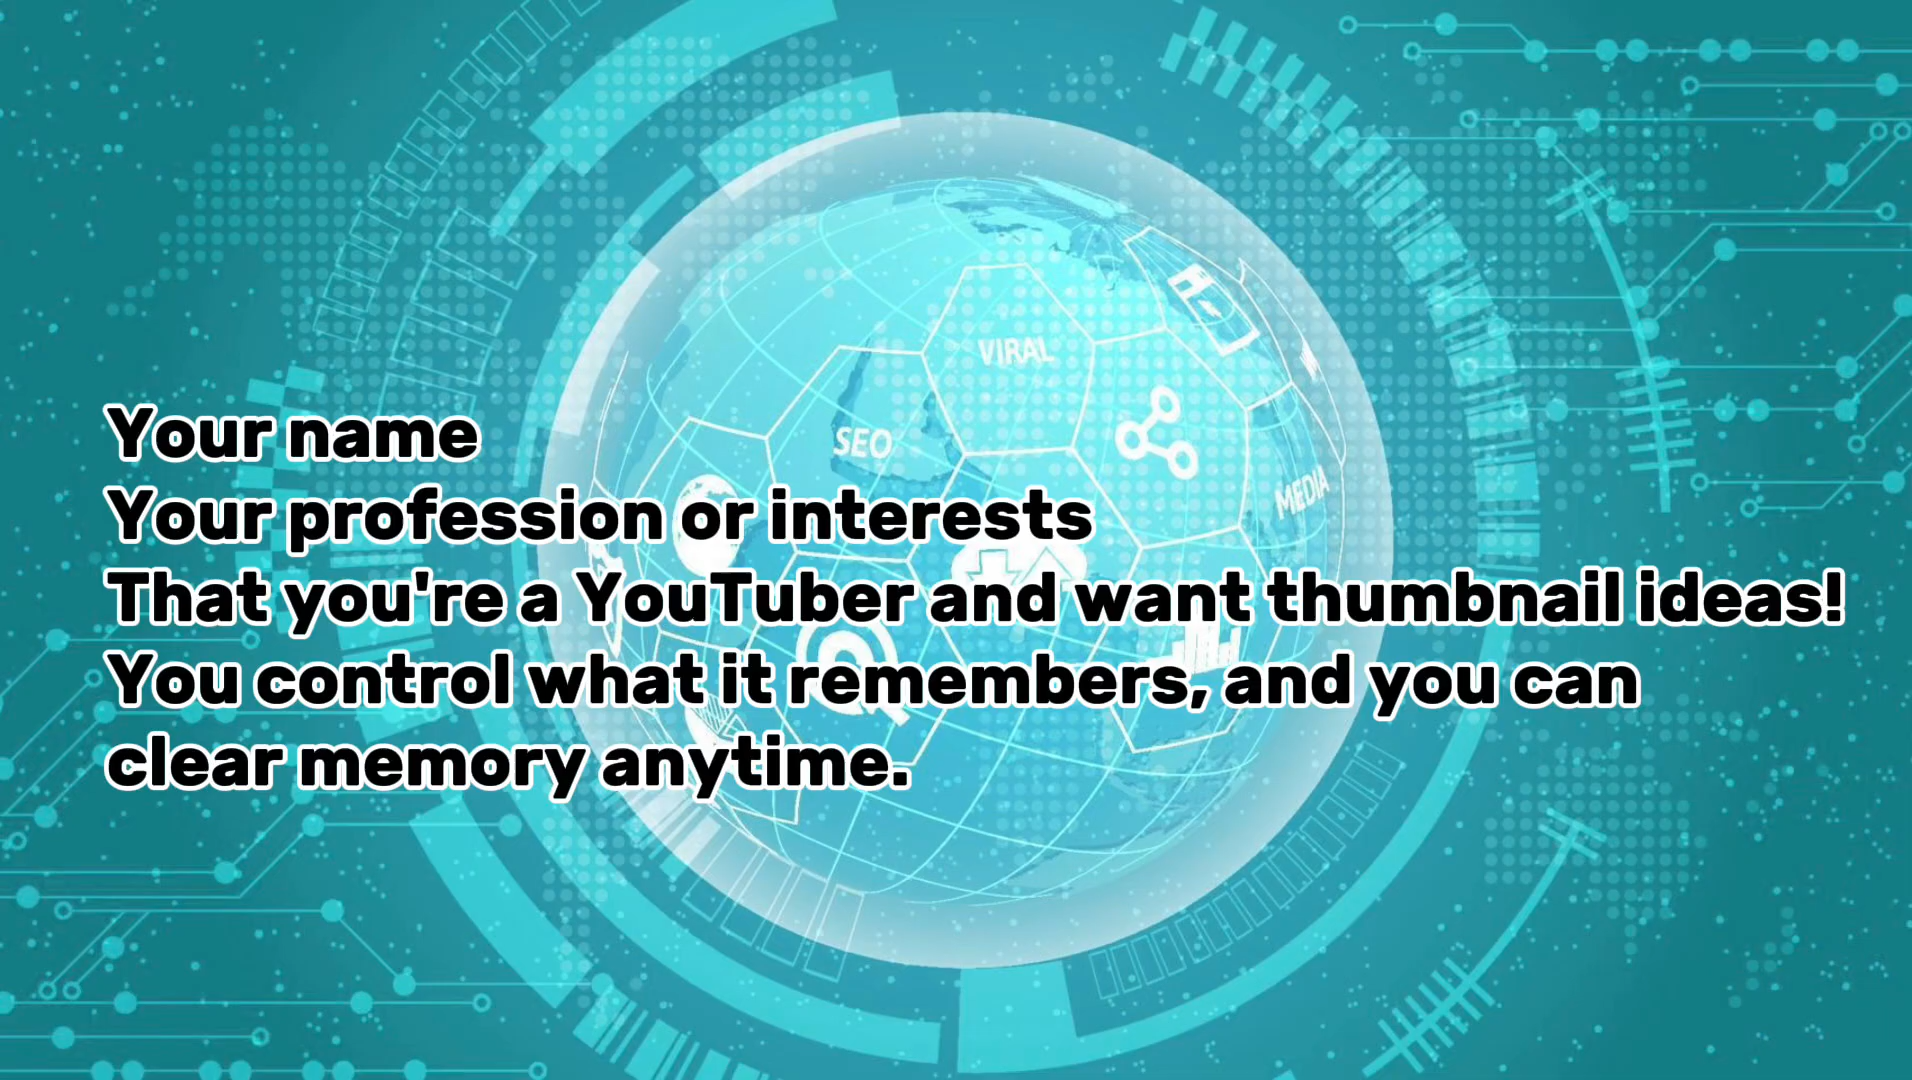 VIRAL
SEO
MEDIA
Your name
Your profession or interests
That you're a YouTuber and want thumbnail ideas!
You control what it remembers, and you can
clear memory anytime.